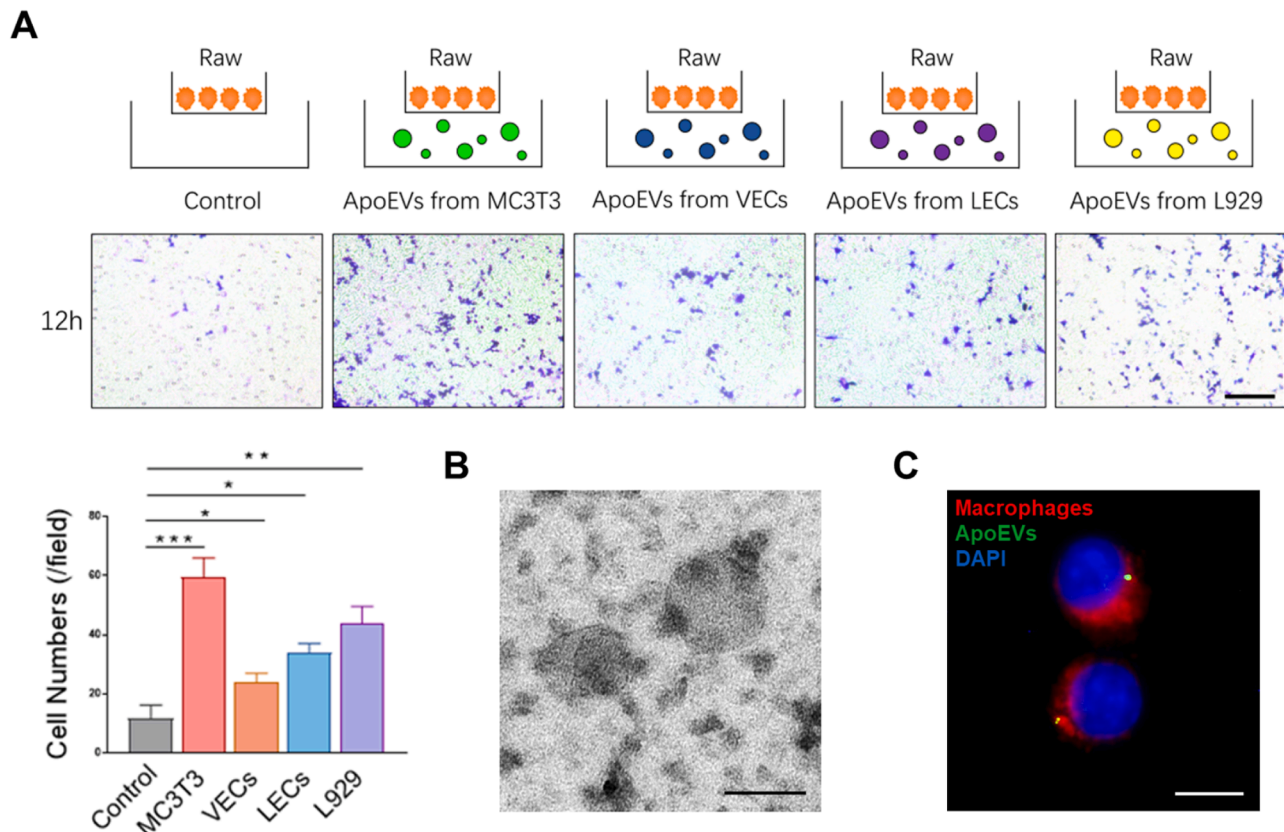 A
Raw Raw Raw Raw Raw
Control ApoEVs from MC3T3 ApoEVs from VECs ApoEVs from LECs ApoEVs from L929
12h
B
C
Cell Numbers (/field)
80
60
40
20
0
* *
*
*
* * *
Control MC3T3 VECs LECs L929
Macrophages
ApoEVs
DAPI